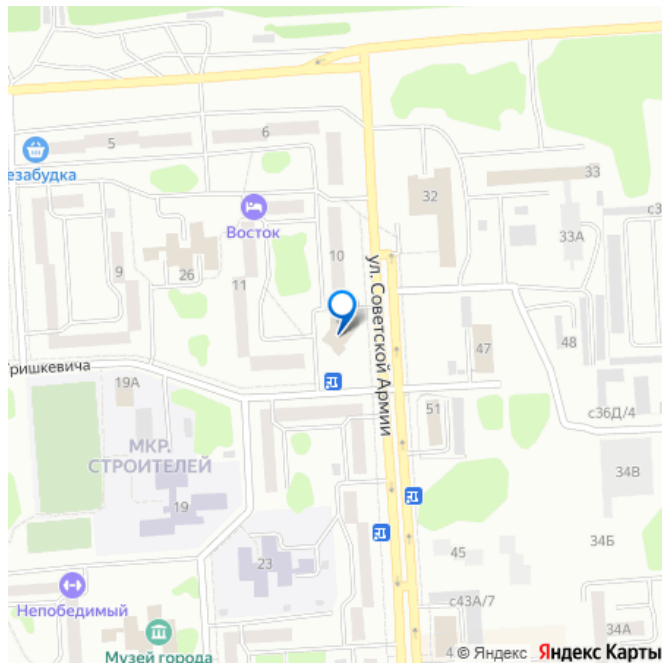 5
6
езабудка
32
33
с3
33А
Восток
10
9
26
11
ул. Советской Армии
48
47
ришкевича
19А
51
с36Д/4
МКР.
СТРОИТЕЛЕЙ
34В
19
34Б
45
23
Непобедимый
с43А/7
34А
4
Музей города
© Яндекс Яндекс Карты